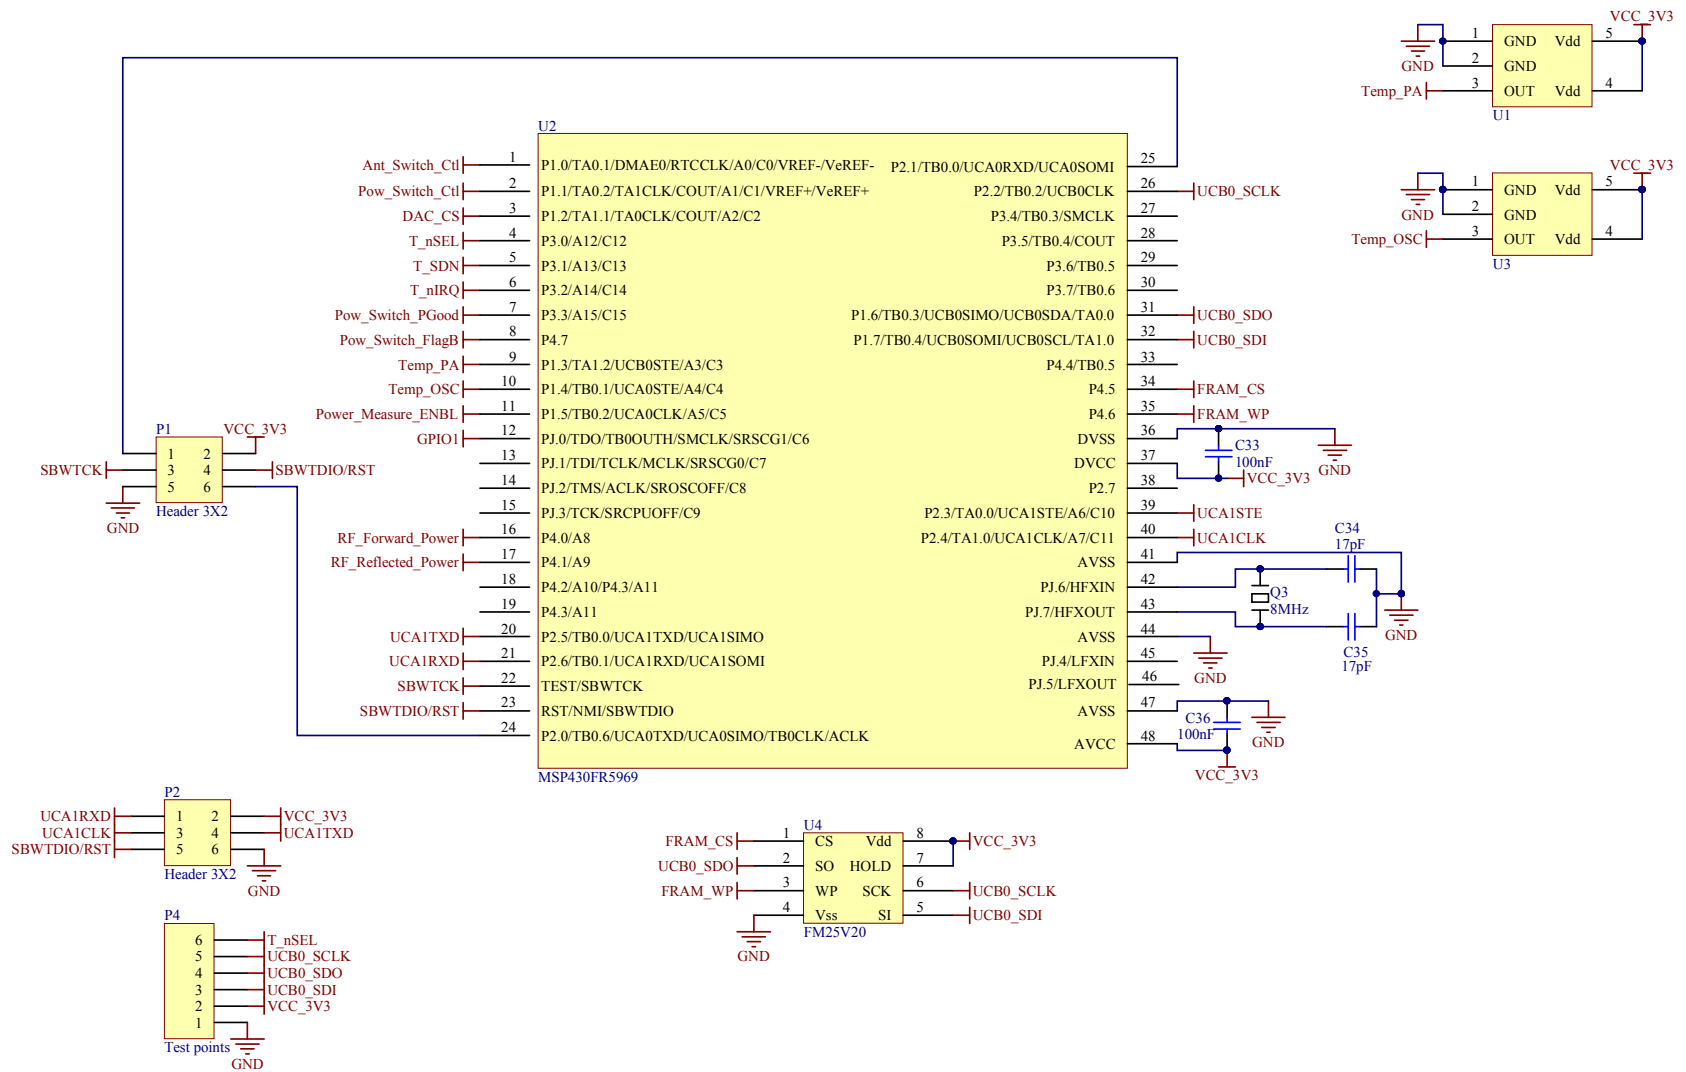 VCC_3V3
1 GND Vdd 5
2 GND
GND
Temp_PA 3 OUT Vdd 4
U1
VCC_3V3
1 GND Vdd 5
2 GND
GND
Temp_OSC 3 OUT Vdd 4
U3
U2
Ant_Switch_Ctl 1 P1.0/TA0.1/DMAE0/RTCCLK/A0/C0/VREF-/VeREF-
Pow_Switch_Ctl 2 P1.1/TA0.2/TA1CLK/COUT/A1/C1/VREF+/VeREF+
DAC_CS 3 P1.2/TA1.1/TA0CLK/COUT/A2/C2
T_nSEL 4 P3.0/A12/C12
T_SDN 5 P3.1/A13/C13
T_nIRQ 6 P3.2/A14/C14
Pow_Switch_PGood 7 P3.3/A15/C15
Pow_Switch_FlagB 8 P4.7
Temp_PA 9 P1.3/TA1.2/UCB0STE/A3/C3
Temp_OSC 10 P1.4/TB0.1/UCA0STE/A4/C4
Power_Measure_ENBL 11 P1.5/TB0.2/UCA0CLK/A5/C5
GPIO1 12 PJ.0/TDO/TB0OUTH/SMCLK/SRSCG1/C6
13 PJ.1/TDI/TCLK/MCLK/SRSCG0/C7
14 PJ.2/TMS/ACLK/SROSCOFF/C8
15 PJ.3/TCK/SRCPUOFF/C9
RF_Forward_Power 16 P4.0/A8
RF_Reflected_Power 17 P4.1/A9
18 P4.2/A10/P4.3/A11
19 P4.3/A11
UCA1TXD 20 P2.5/TB0.0/UCA1TXD/UCA1SIMO
UCA1RXD 21 P2.6/TB0.1/UCA1RXD/UCA1SOMI
SBWTCK 22 TEST/SBWTCK
SBWTDIO/RST 23 RST/NMI/SBWTDIO
24 P2.0/TB0.6/UCA0TXD/UCA0SIMO/TB0CLK/ACLK
MSP430FR5969
P2.1/TB0.0/UCA0RXD/UCA0SOMI 25
P2.2/TB0.2/UCB0CLK 26 UCB0_SCLK
P3.4/TB0.3/SMCLK 27
P3.5/TB0.4/COUT 28
P3.6/TB0.5 29
P3.7/TB0.6 30
P1.6/TB0.3/UCB0SIMO/UCB0SDA/TA0.0 31 UCB0_SDO
P1.7/TB0.4/UCB0SOMI/UCB0SCL/TA1.0 32 UCB0_SDI
P4.4/TB0.5 33
P4.5 34 FRAM_CS
P4.6 35 FRAM_WP
DVSS 36
C33
100nF
GND
DVCC 37
VCC_3V3
P2.7 38
P2.3/TA0.0/UCA1STE/A6/C10 39 UCA1STE
P2.4/TA1.0/UCA1CLK/A7/C11 40 UCA1CLK
AVSS 41
C34
17pF
PJ.6/HFXIN 42
Q3
8MHz
PJ.7/HFXOUT 43
GND
C35
17pF
AVSS 44
GND
PJ.4/LFXIN 45
PJ.5/LFXOUT 46
AVSS 47
C36
100nF
GND
AVCC 48
VCC_3V3
P1
VCC_3V3
1 2
SBWTCK 3 4 SBWTDIO/RST
5 6
GND
Header 3X2
P2
UCA1RXD 1 2 VCC_3V3
UCA1CLK 3 4 UCA1TXD
SBWTDIO/RST 5 6
Header 3X2
GND
U4
FRAM_CS 1 CS Vdd 8 VCC_3V3
UCB0_SDO 2 SO HOLD 7
FRAM_WP 3 WP SCK 6 UCB0_SCLK
4 Vss SI 5 UCB0_SDI
FM25V20
GND
P4
6 T_nSEL
5 UCB0_SCLK
4 UCB0_SDO
3 UCB0_SDI
2 VCC_3V3
1
Test points
GND